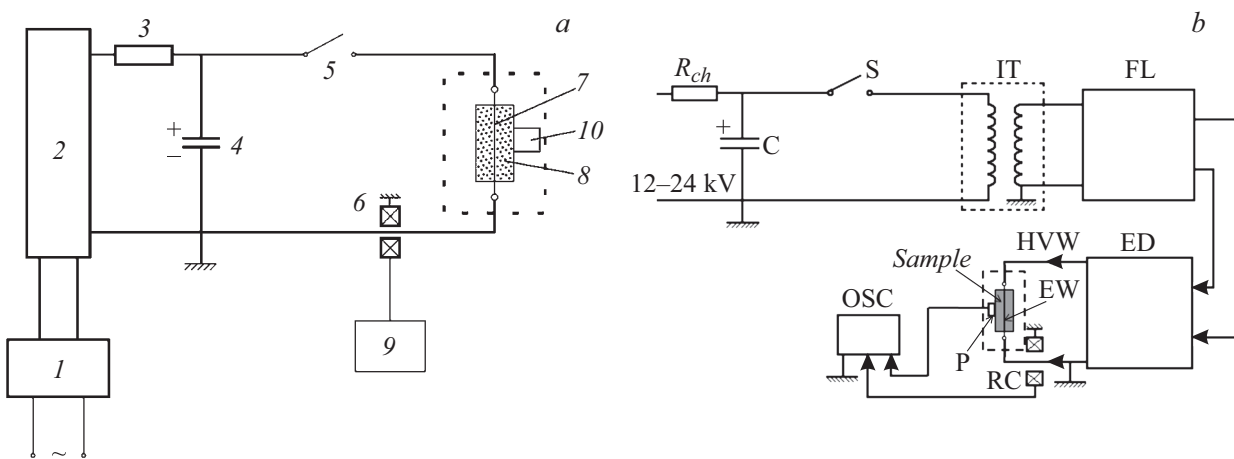 a
b
3
5
2
4
+
−
7
10
8
6
9
1
~
R_ch
S
IT
FL
+
C
12–24 kV
HVW
ED
Sample
EW
OSC
P
RC